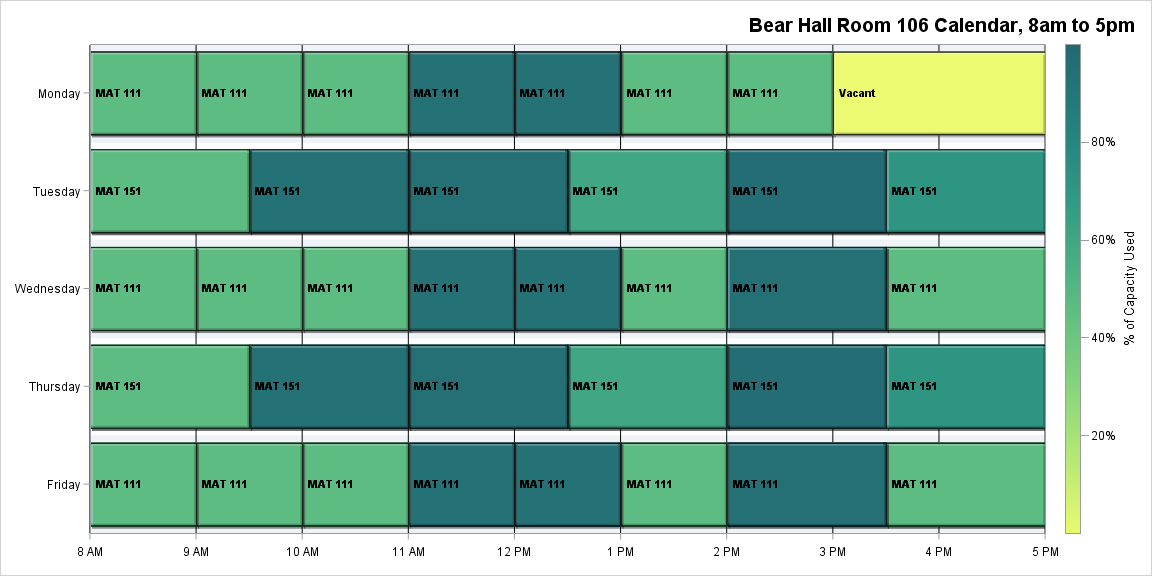 Bear Hall Room 106 Calendar, 8am to 5pm
Monday
MAT 111 MAT 111 MAT 111 MAT 111 MAT 111 MAT 111 MAT 111 Vacant
Tuesday
MAT 151 MAT 151 MAT 151 MAT 151 MAT 151 MAT 151
Wednesday
MAT 111 MAT 111 MAT 111 MAT 111 MAT 111 MAT 111 MAT 111 MAT 111
Thursday
MAT 151 MAT 151 MAT 151 MAT 151 MAT 151 MAT 151
Friday
MAT 111 MAT 111 MAT 111 MAT 111 MAT 111 MAT 111 MAT 111 MAT 111
8 AM 9 AM 10 AM 11 AM 12 PM 1 PM 2 PM 3 PM 4 PM 5 PM
80%
60%
40%
20%
% of Capacity Used